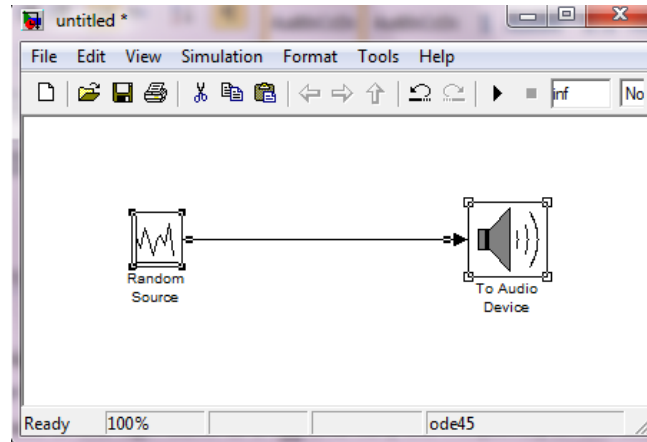 untitled *
File Edit View Simulation Format Tools Help
inf No
Random
Source
To Audio
Device
Ready 100% ode45